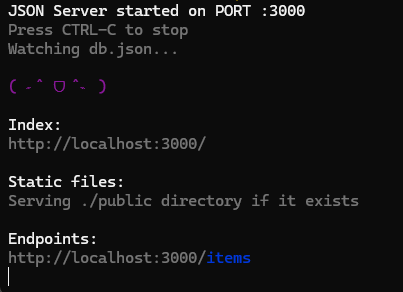 JSON Server started on PORT :3000
Press CTRL-C to stop
Watching db.json...
( ˶ˆ ᗜ ˆ˵ )
Index:
http://localhost:3000/
Static files:
Serving ./public directory if it exists
Endpoints:
http://localhost:3000/items